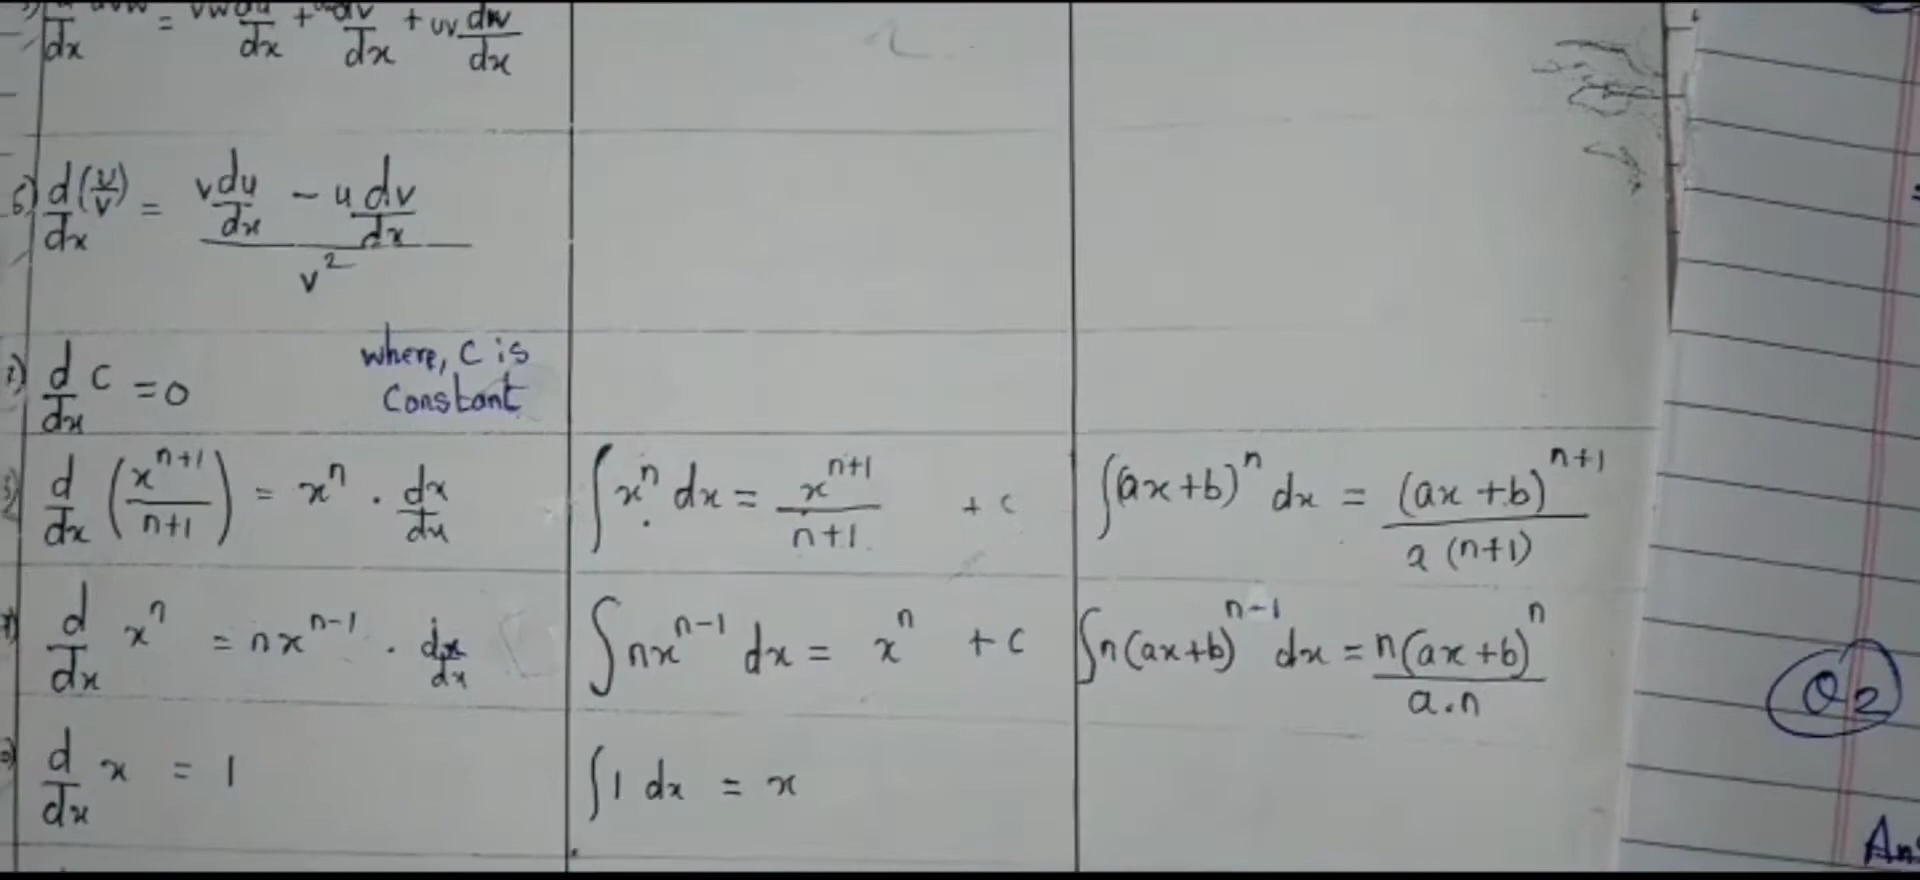 d/dx uvw = vw du/dx + uw dv/dx + uv dw/dx
6) d/dx (u/v) = (v du/dx - u dv/dx) / v²
7) d/dx c = 0 where, c is constant
d/dx (x^(n+1) / (n+1)) = x^n . dx/dx ∫ x^n dx = x^(n+1) / (n+1) + c ∫ (ax+b)^n dx = (ax+b)^(n+1) / a(n+1)
d/dx x^n = nx^(n-1) . dx/dx ∫ nx^(n-1) dx = x^n + c ∫ n(ax+b)^(n-1) dx = n(ax+b)^n / a.n
d/dx x = 1 ∫ 1 dx = x
Q2
Ans